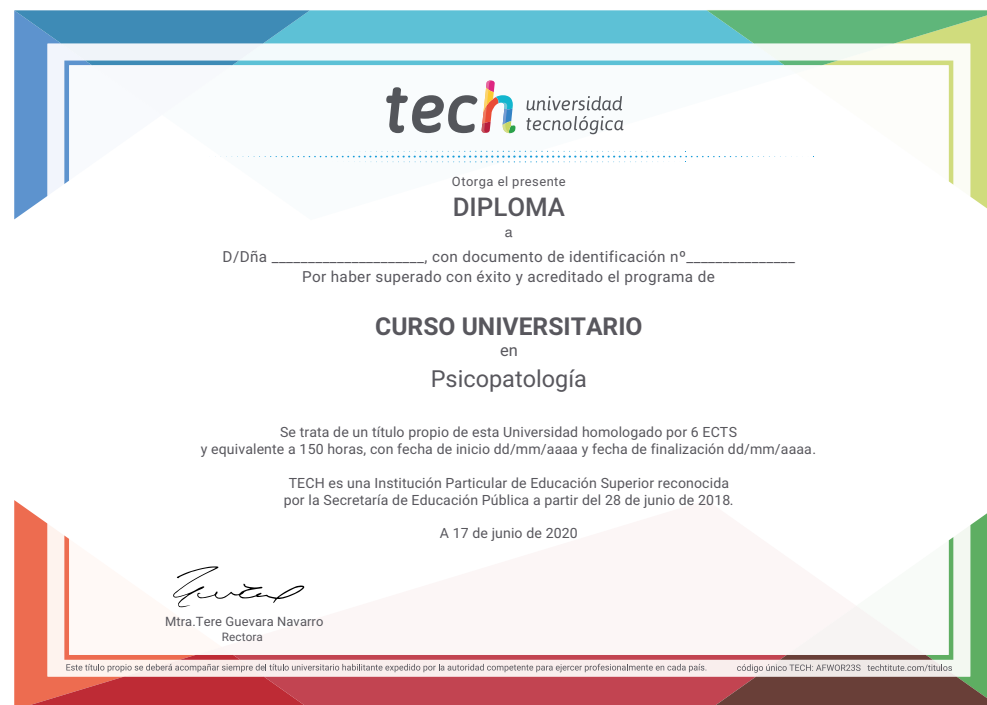 tech universidad
tecnológica
Otorga el presente
DIPLOMA
a
D/Dña _____________________, con documento de identificación nº_______________
Por haber superado con éxito y acreditado el programa de
CURSO UNIVERSITARIO
en
Psicopatología
Se trata de un título propio de esta Universidad homologado por 6 ECTS
y equivalente a 150 horas, con fecha de inicio dd/mm/aaaa y fecha de finalización dd/mm/aaaa.
TECH es una Institución Particular de Educación Superior reconocida
por la Secretaría de Educación Pública a partir del 28 de junio de 2018.
A 17 de junio de 2020
Mtra.Tere Guevara Navarro
Rectora
Este título propio se deberá acompañar siempre del título universitario habilitante expedido por la autoridad competente para ejercer profesionalmente en cada país. código único TECH: AFWOR23S techtitute.com/titulos